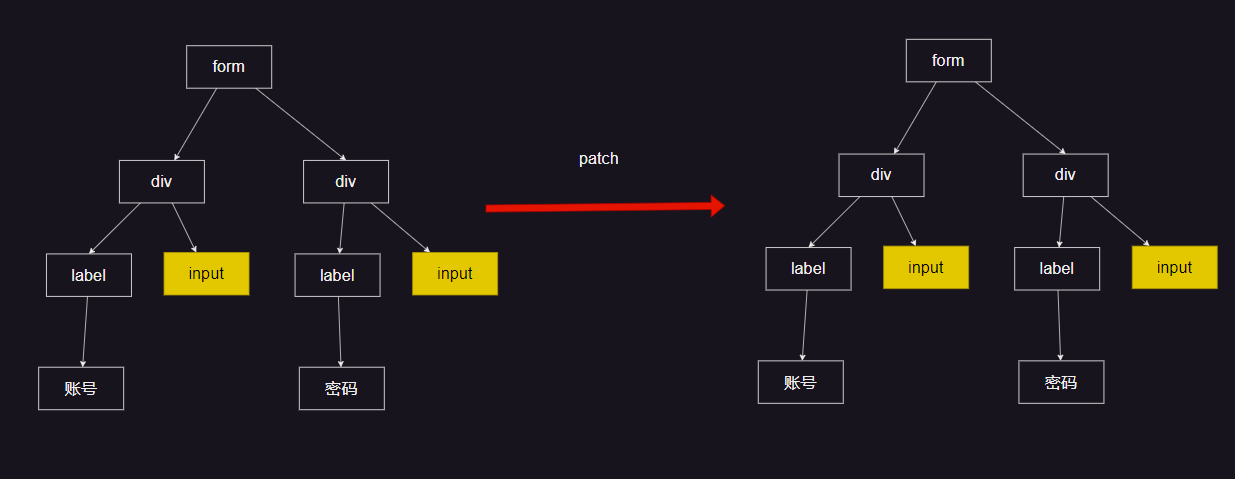 form
form
patch
div
div
div
div
label
input
label
input
label
input
label
input
账号
密码
账号
密码